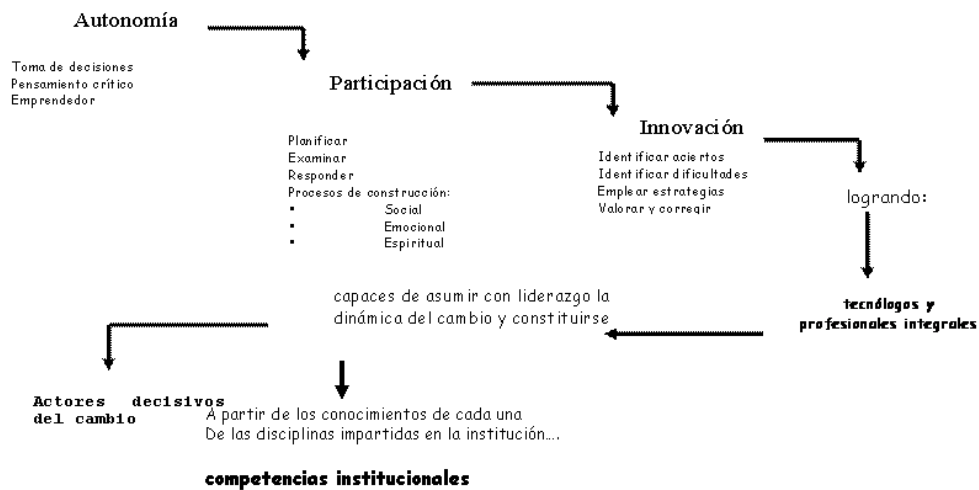 Autonomía
Toma de decisiones
Pensamiento crítico
Emprendedor
Participación
Planificar
Examinar
Responder
Procesos de construcción:
▪ Social
▪ Emocional
▪ Espiritual
Innovación
Identificar aciertos
Identificar dificultades
Emplear estrategias
Valorar y corregir
logrando:
tecnólogos y
profesionales integrales
capaces de asumir con liderazgo la
dinámica del cambio y constituirse
Actores decisivos
del cambio
A partir de los conocimientos de cada una
De las disciplinas impartidas en la institución....
competencias institucionales